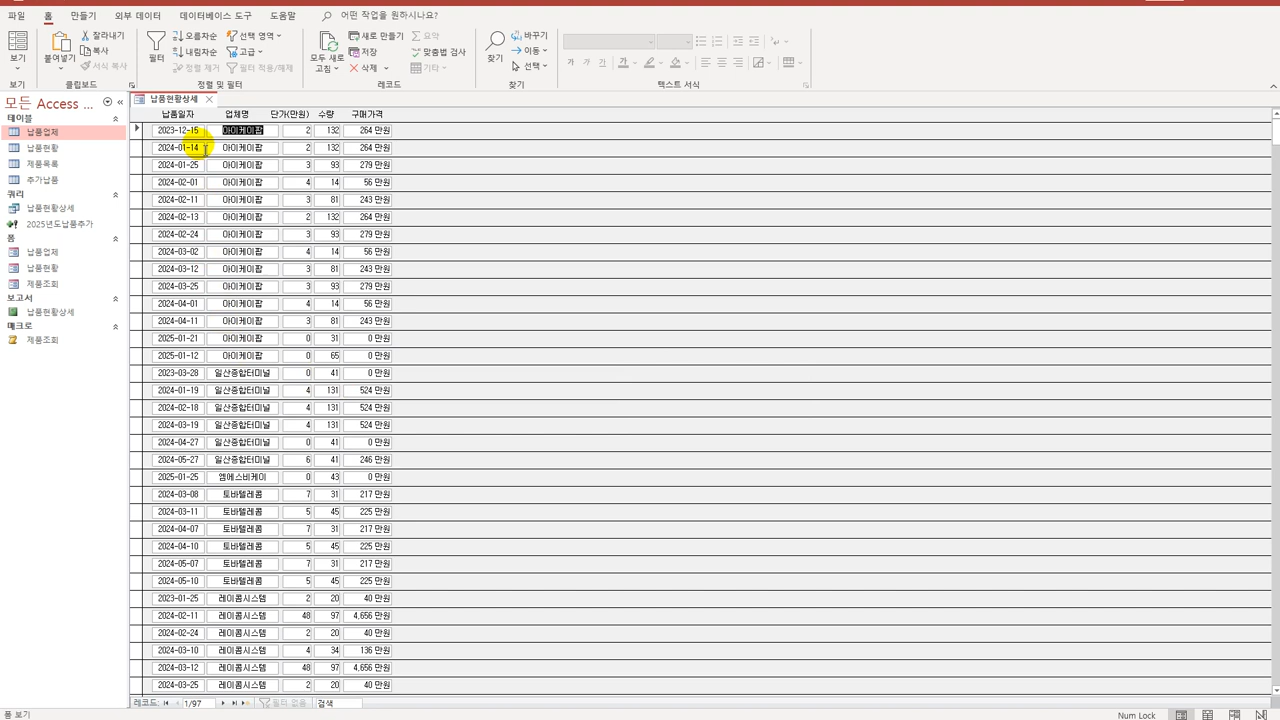 파일 홈 만들기 외부 데이터 데이터베이스 도구 도움말 어떤 작업을 원하시나요?
보기 붙여넣기 잘라내기 복사 서식 복사 클립보드
필터 오름차순 내림차순 정렬 제거 선택 영역 고급 필터 적용/해제 정렬 및 필터
모두 새로 고침 새로 만들기 저장 삭제 요약 맞춤법 검사 기타 레코드
찾기 바꾸기 이동 선택 찾기
가 가 가 가 텍스트 서식
모든 Access ...
테이블
납품업체
납품현황
제품목록
추가납품
쿼리
납품현황상세
2025년도납품추가
폼
납품업체
납품현황
제품조회
보고서
납품현황상세
매크로
제품조회
납품현황상세
납품일자 업체명 단가(만원) 수량 구매가격
2023-12-15 아이케이팝 2 132 264 만원
2024-01-14 아이케이팝 2 132 264 만원
2024-01-25 아이케이팝 3 93 279 만원
2024-02-01 아이케이팝 4 14 56 만원
2024-02-11 아이케이팝 3 81 243 만원
2024-02-13 아이케이팝 2 132 264 만원
2024-02-24 아이케이팝 3 93 279 만원
2024-03-02 아이케이팝 4 14 56 만원
2024-03-12 아이케이팝 3 81 243 만원
2024-03-25 아이케이팝 3 93 279 만원
2024-04-01 아이케이팝 4 14 56 만원
2024-04-11 아이케이팝 3 81 243 만원
2025-01-21 아이케이팝 0 31 0 만원
2025-01-12 아이케이팝 0 65 0 만원
2023-03-28 일산종합터미널 0 41 0 만원
2024-01-19 일산종합터미널 4 131 524 만원
2024-02-18 일산종합터미널 4 131 524 만원
2024-03-19 일산종합터미널 4 131 524 만원
2024-04-27 일산종합터미널 0 41 0 만원
2024-05-27 일산종합터미널 6 41 246 만원
2025-01-25 엠에스비케이 0 43 0 만원
2024-03-08 토바텔레콤 7 31 217 만원
2024-03-11 토바텔레콤 5 45 225 만원
2024-04-07 토바텔레콤 7 31 217 만원
2024-04-10 토바텔레콤 5 45 225 만원
2024-05-07 토바텔레콤 7 31 217 만원
2024-05-10 토바텔레콤 5 45 225 만원
2023-01-25 레이콤시스템 2 20 40 만원
2024-02-11 레이콤시스템 48 97 4,656 만원
2024-02-24 레이콤시스템 2 20 40 만원
2024-03-10 레이콤시스템 4 34 136 만원
2024-03-12 레이콤시스템 48 97 4,656 만원
2024-03-25 레이콤시스템 2 20 40 만원
레코드: 1/97 필터 없음 검색
폼 보기 Num Lock